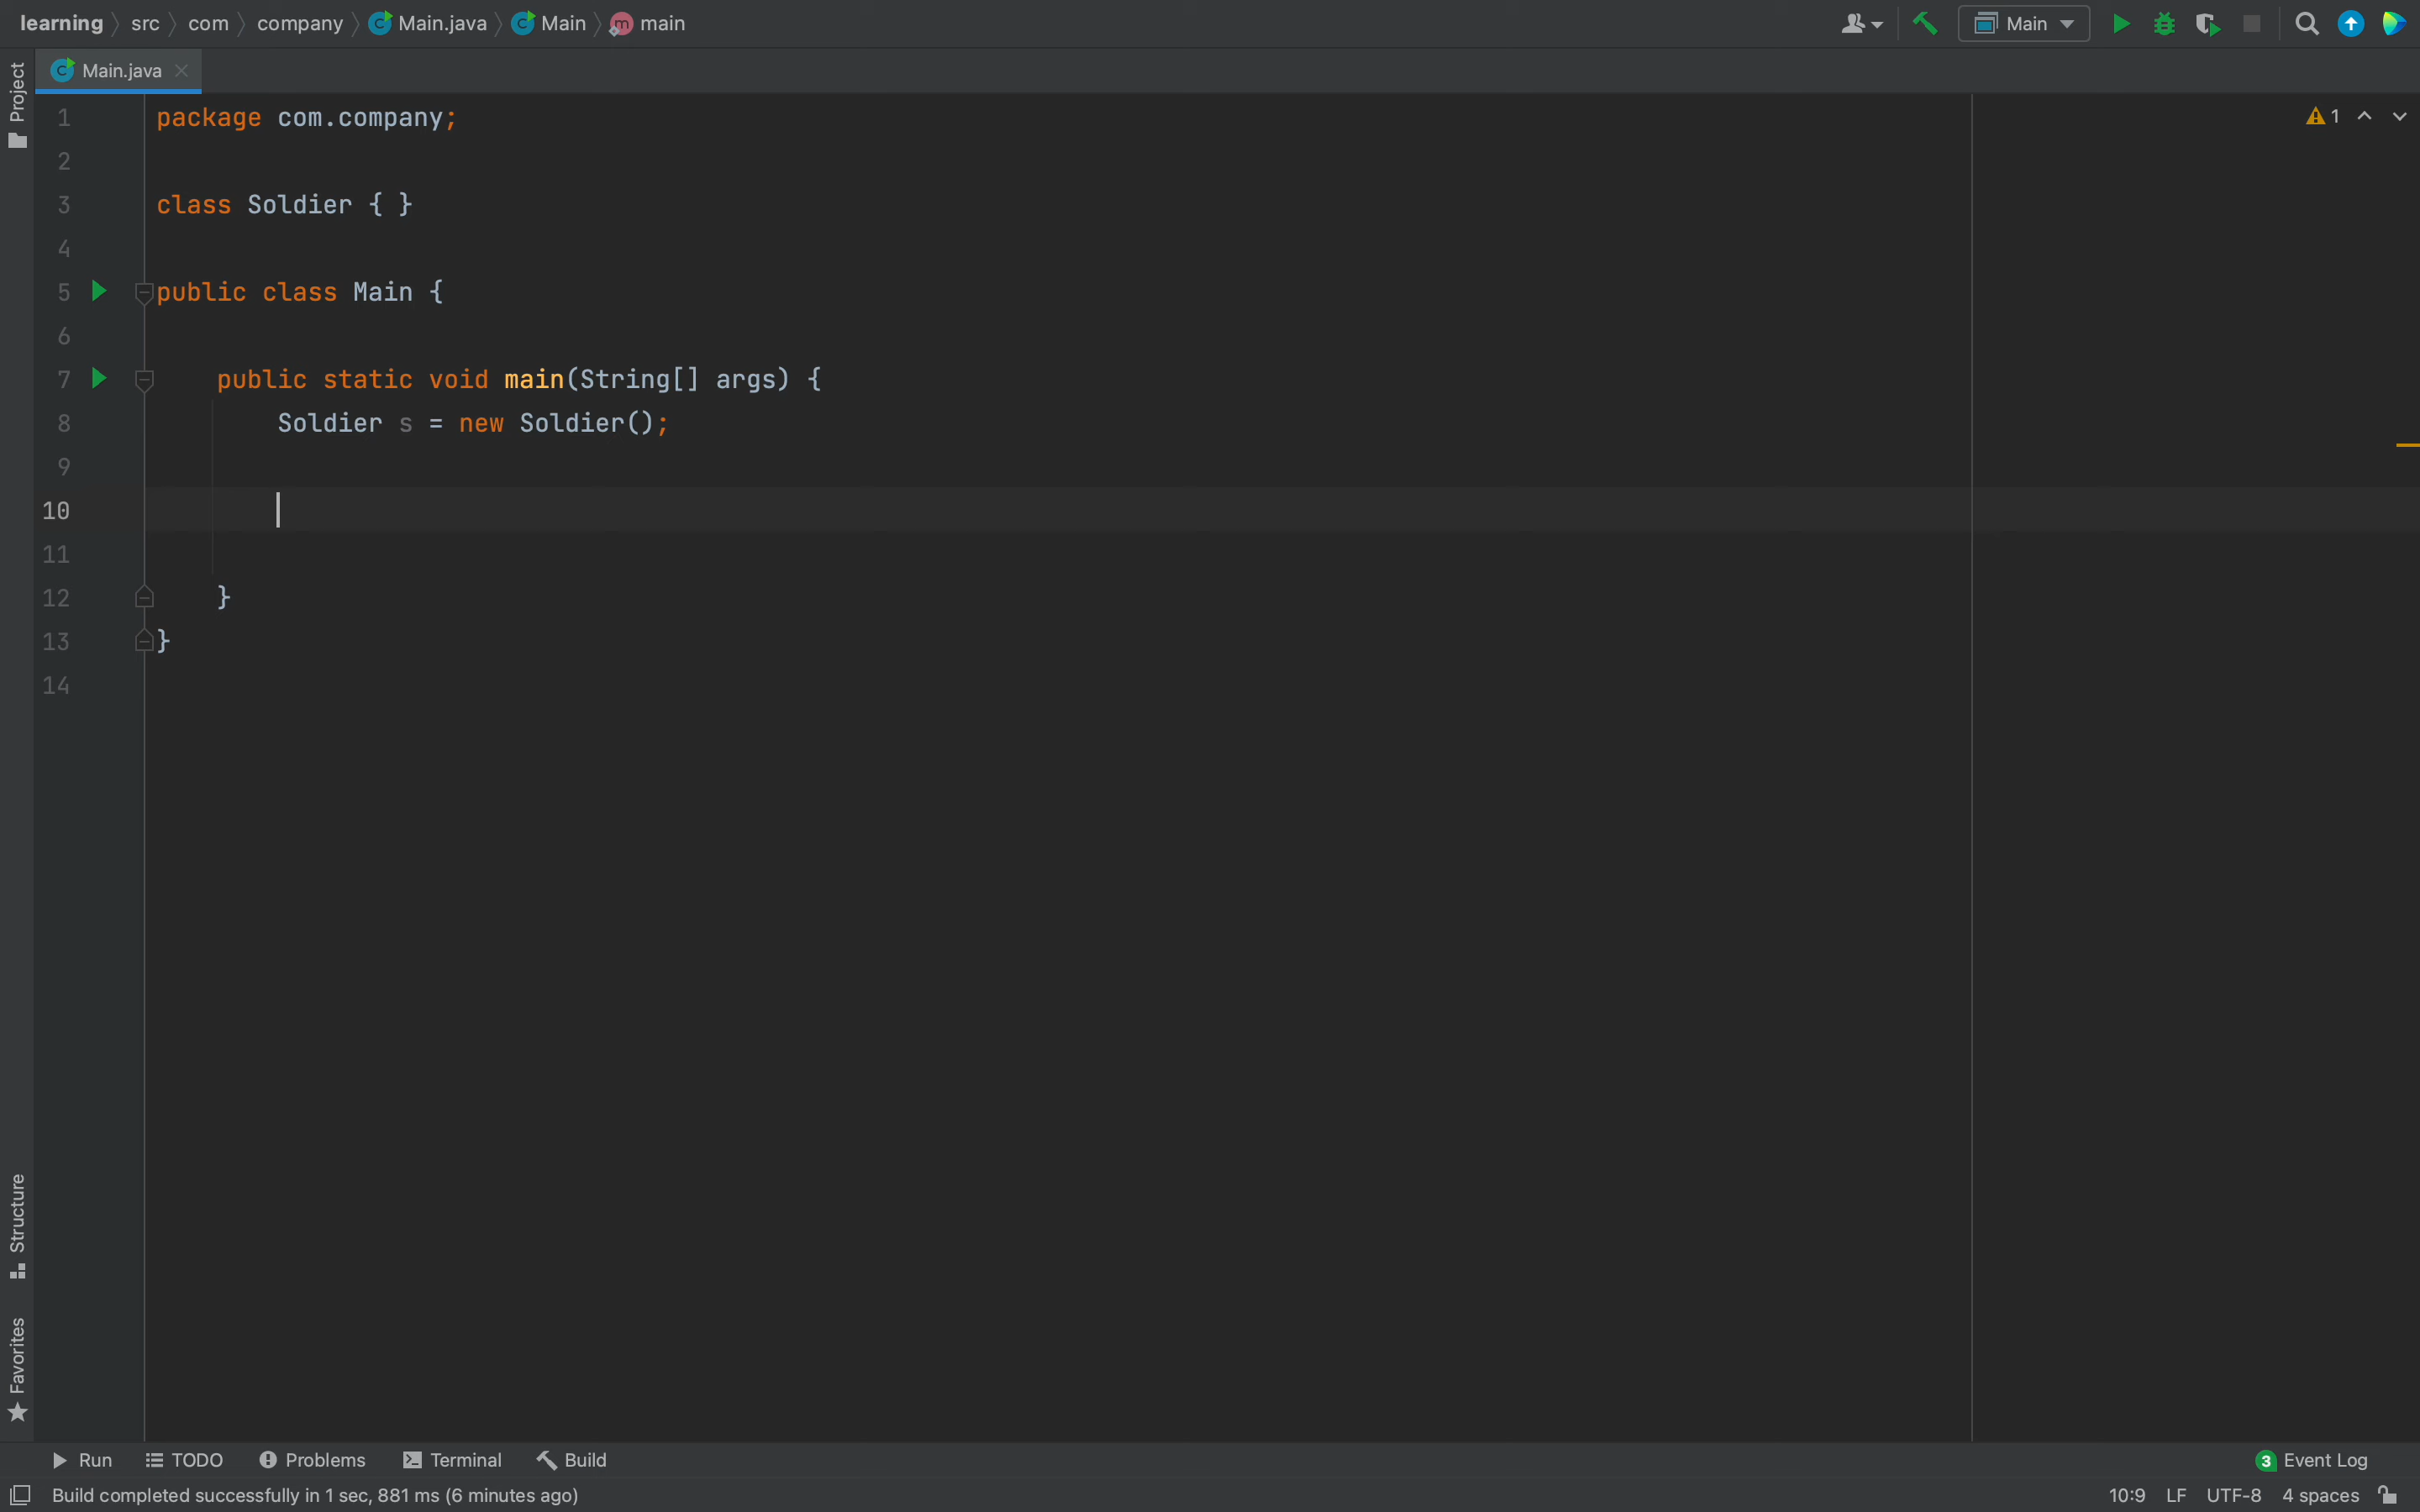 learning src com company Main.java Main main Main
Main.java
Project
1 package com.company;
2
3 class Soldier { }
4
5 public class Main {
6
7 public static void main(String[] args) {
8 Soldier s = new Soldier();
9
10
11
12 }
13 }
14
1
Structure
Favorites
Run TODO Problems Terminal Build 3 Event Log
Build completed successfully in 1 sec, 881 ms (6 minutes ago) 10:9 LF UTF-8 4 spaces